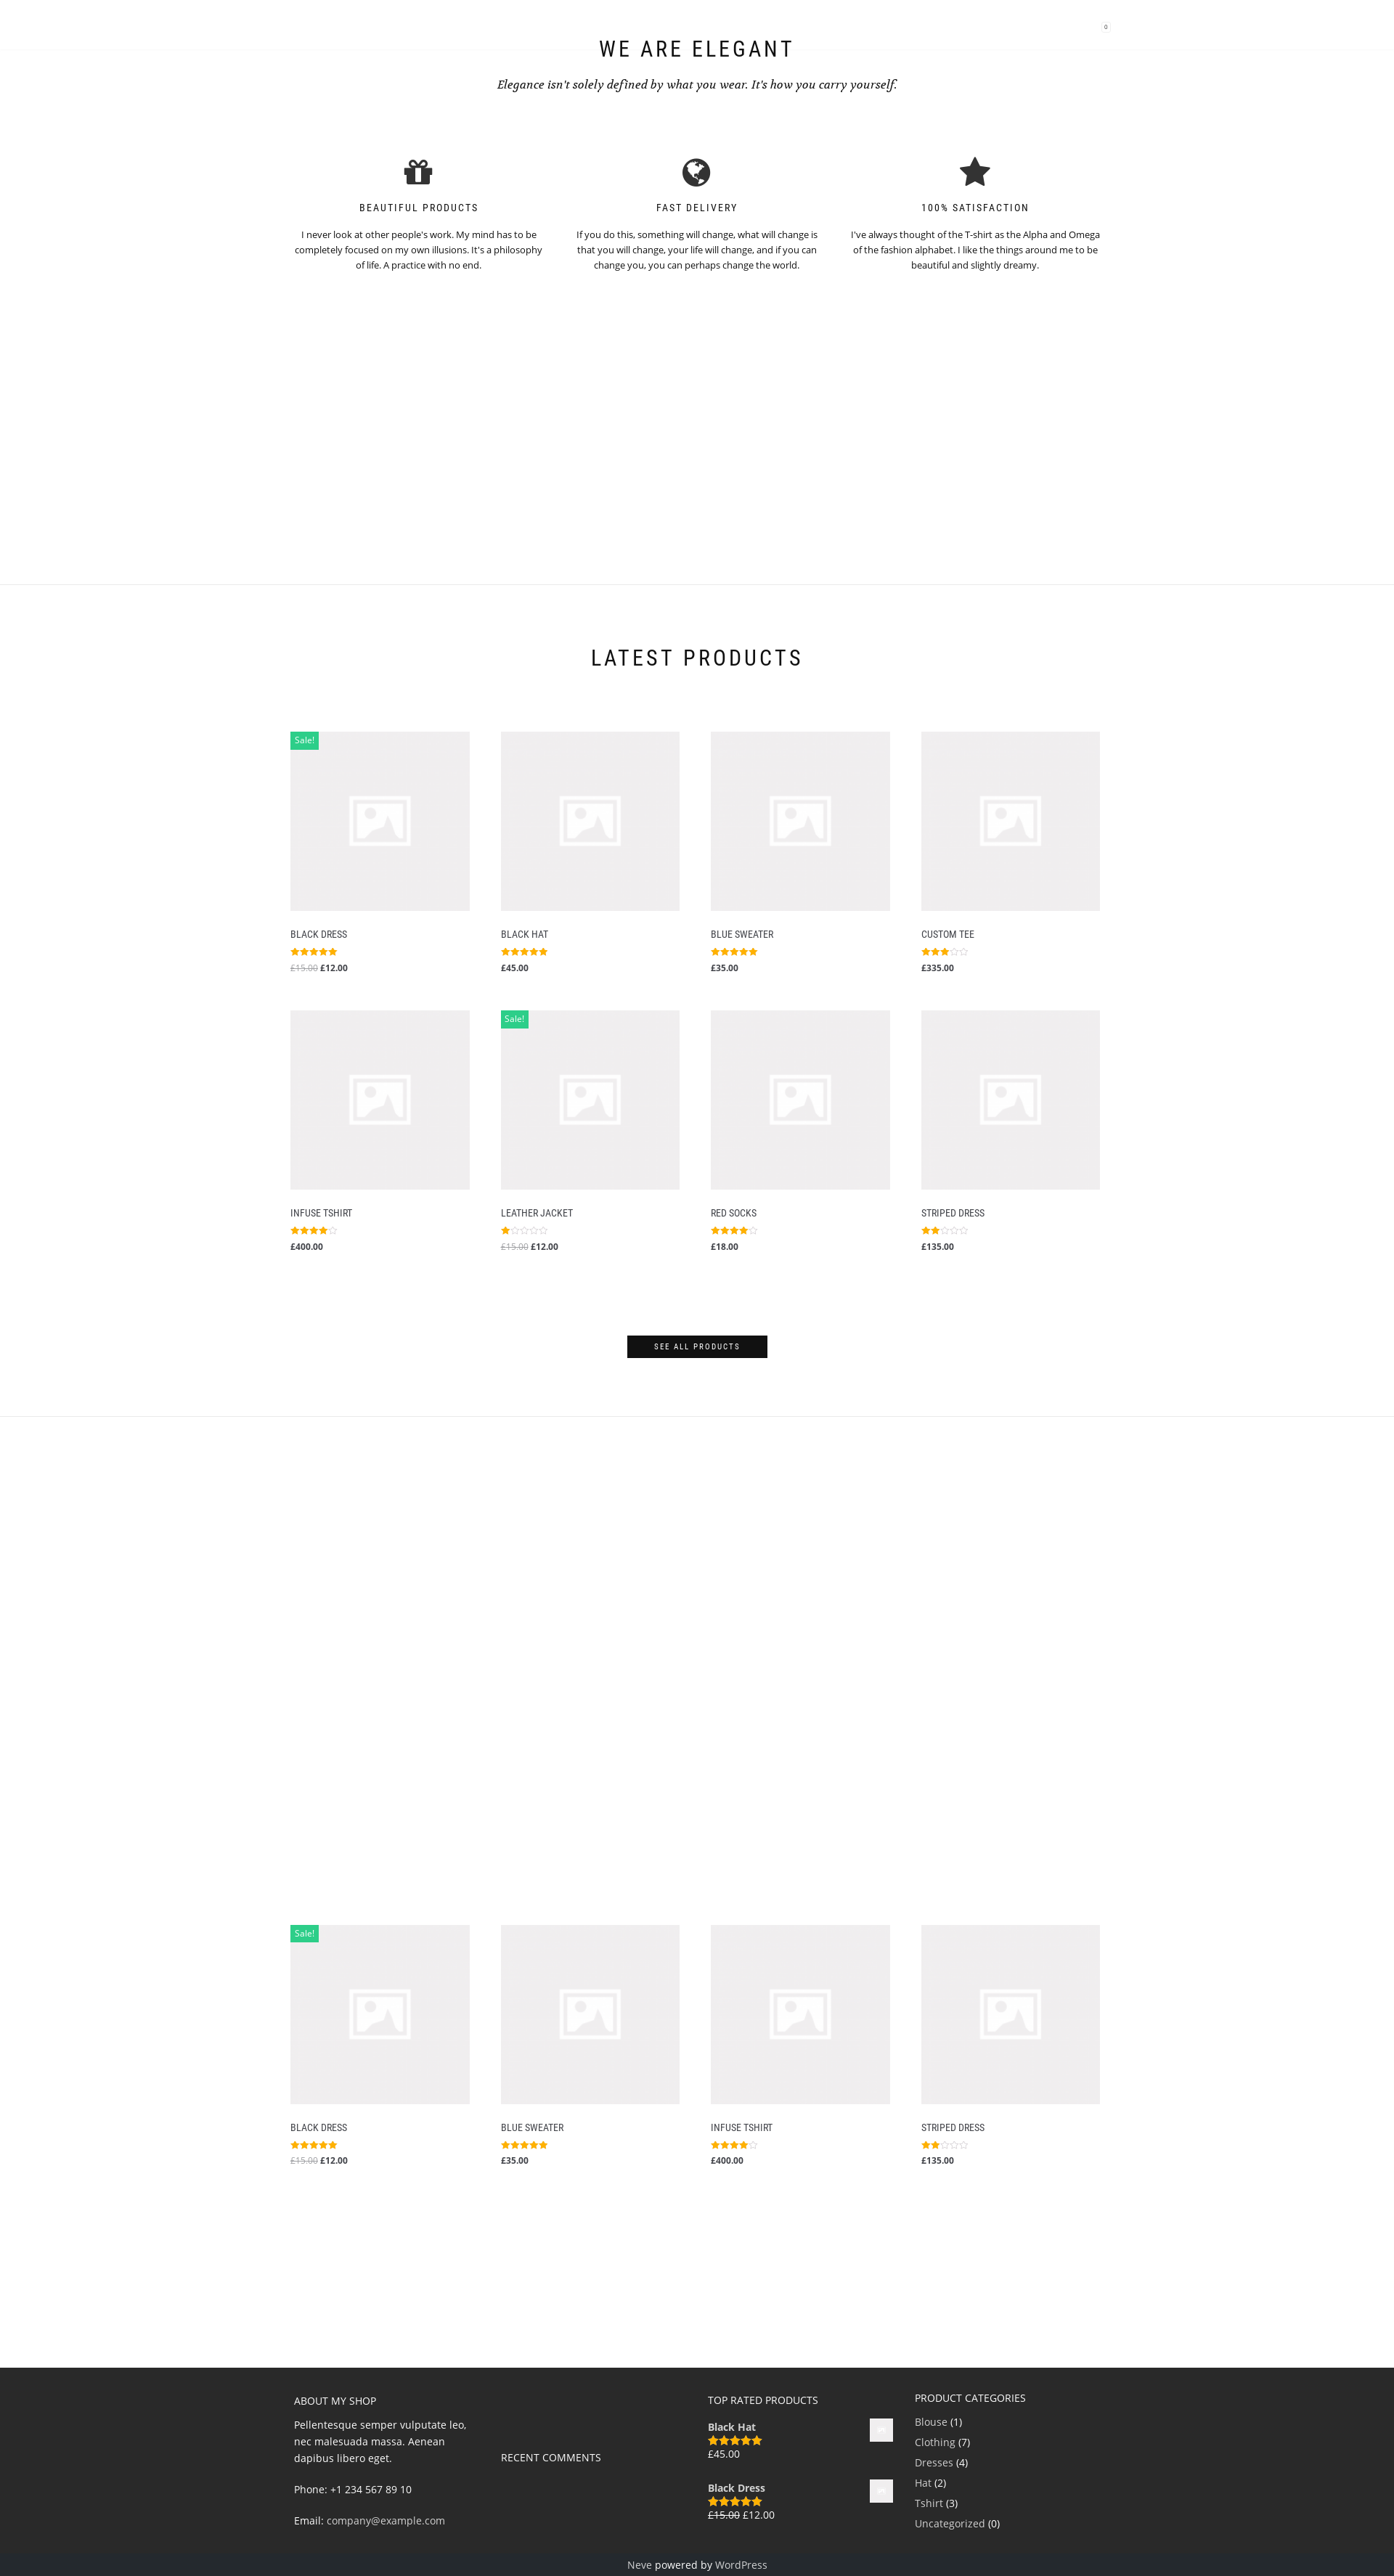 0
WE ARE ELEGANT
Elegance isn't solely defined by what you wear. It's how you carry yourself.
BEAUTIFUL PRODUCTS
I never look at other people's work. My mind has to be
completely focused on my own illusions. It's a philosophy
of life. A practice with no end.
FAST DELIVERY
If you do this, something will change, what will change is
that you will change, your life will change, and if you can
change you, you can perhaps change the world.
100% SATISFACTION
I've always thought of the T-shirt as the Alpha and Omega
of the fashion alphabet. I like the things around me to be
beautiful and slightly dreamy.
LATEST PRODUCTS
Sale!
BLACK DRESS
£15.00 £12.00
BLACK HAT
£45.00
BLUE SWEATER
£35.00
CUSTOM TEE
£335.00
INFUSE TSHIRT
£400.00
Sale!
LEATHER JACKET
£15.00 £12.00
RED SOCKS
£18.00
STRIPED DRESS
£135.00
SEE ALL PRODUCTS
Sale!
BLACK DRESS
£15.00 £12.00
BLUE SWEATER
£35.00
INFUSE TSHIRT
£400.00
STRIPED DRESS
£135.00
ABOUT MY SHOP
Pellentesque semper vulputate leo,
nec malesuada massa. Aenean
dapibus libero eget.
Phone: +1 234 567 89 10
Email: company@example.com
RECENT COMMENTS
TOP RATED PRODUCTS
Black Hat
£45.00
Black Dress
£15.00 £12.00
PRODUCT CATEGORIES
Blouse (1)
Clothing (7)
Dresses (4)
Hat (2)
Tshirt (3)
Uncategorized (0)
Neve powered by WordPress